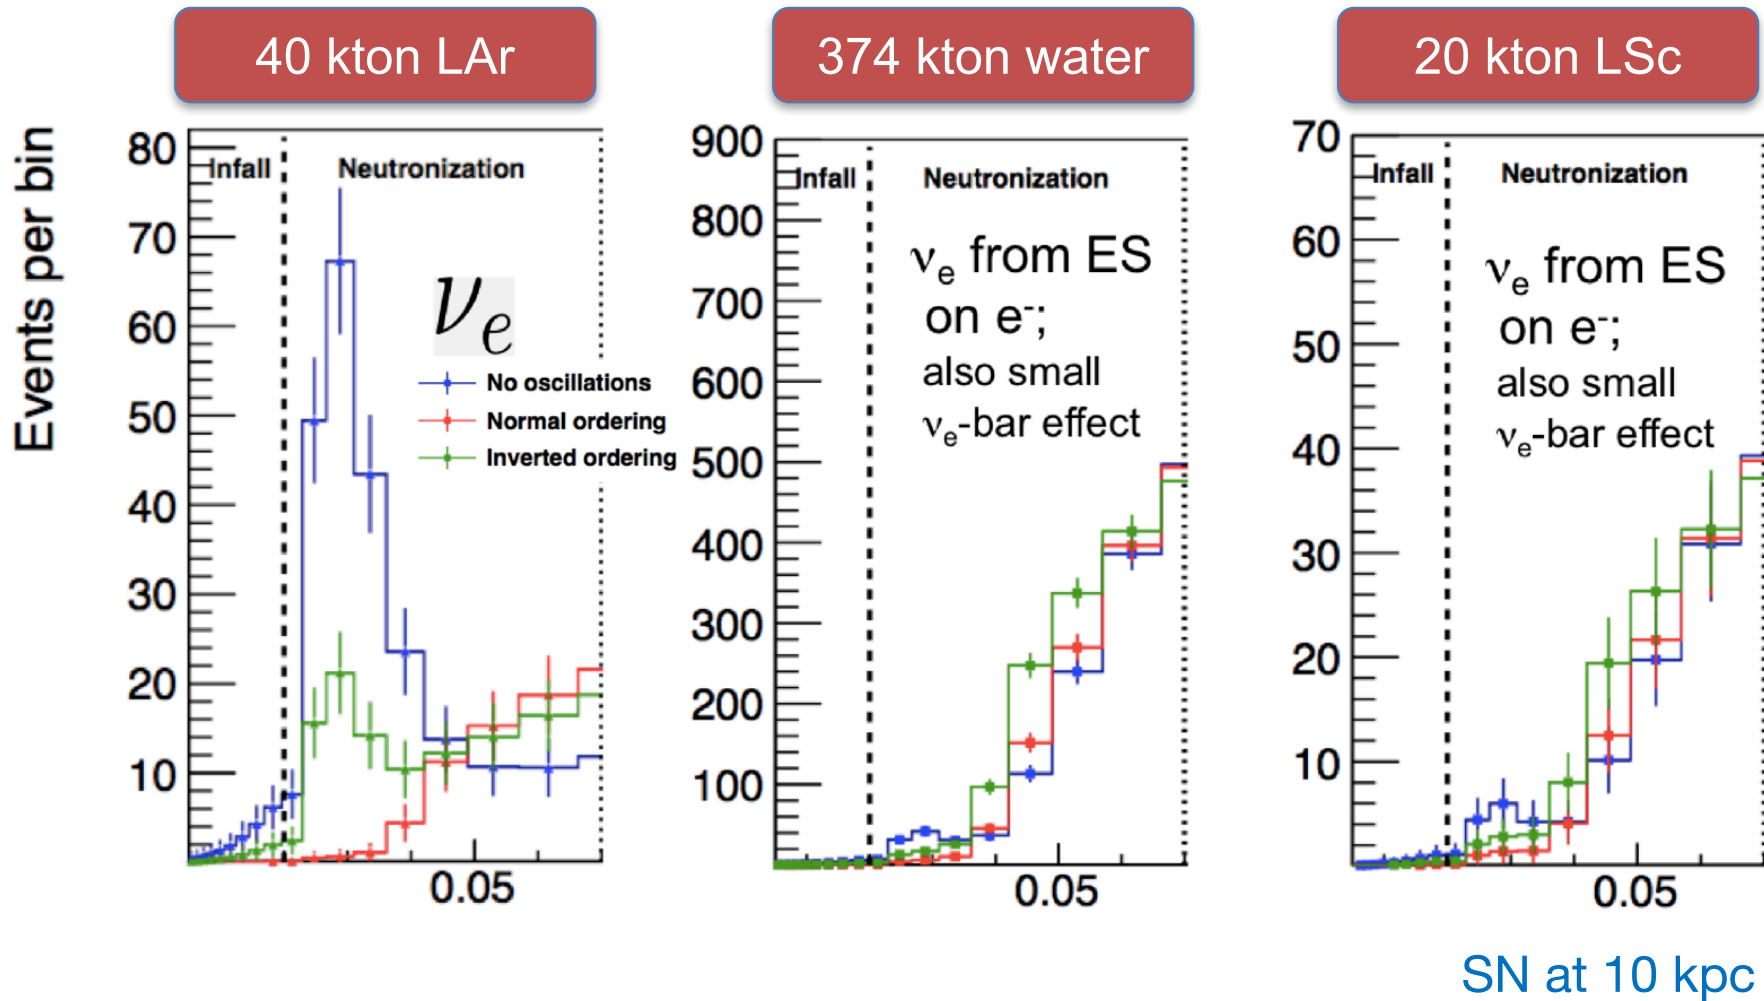 40 kton LAr
374 kton water
20 kton LSc
Events per bin
80
70
60
50
40
30
20
10
Infall
Neutronization
νe
No oscillations
Normal ordering
Inverted ordering
0.05
900
800
700
600
500
400
300
200
100
Infall
Neutronization
νe from ES
on e-;
also small
νe-bar effect
0.05
70
60
50
40
30
20
10
Infall
Neutronization
νe from ES
on e-;
also small
νe-bar effect
0.05
SN at 10 kpc